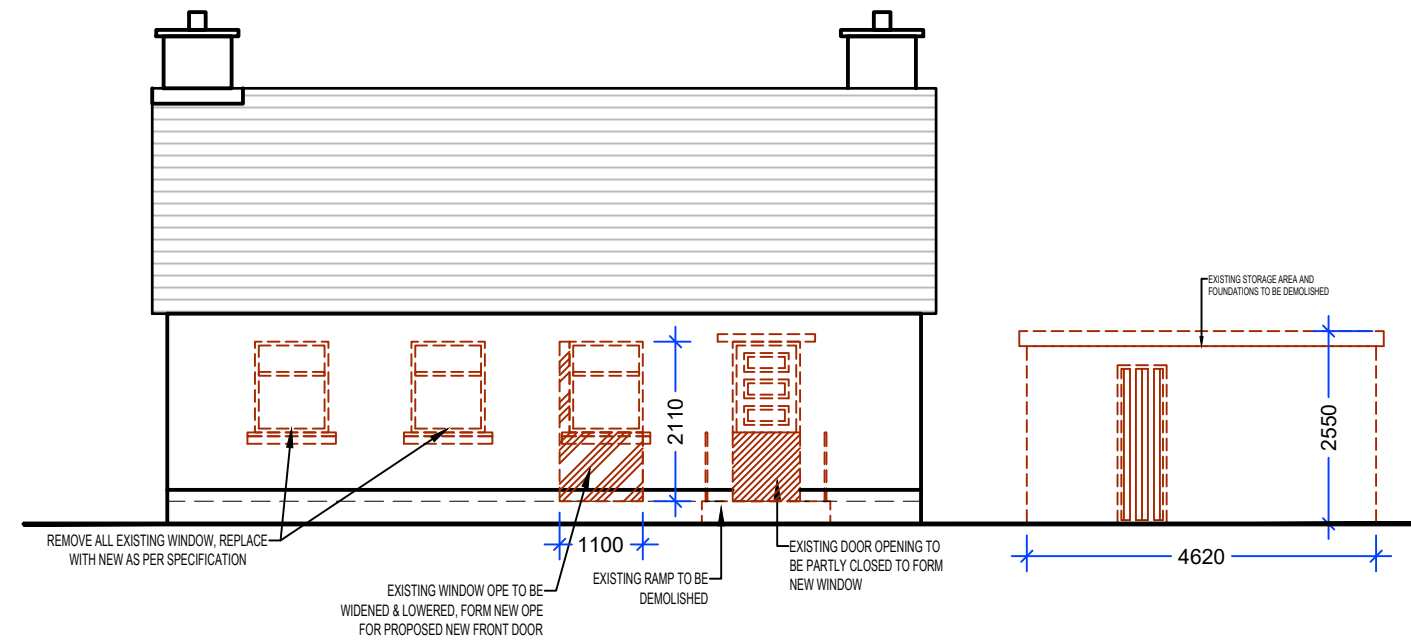 EXISTING STORAGE AREA AND
FOUNDATIONS TO BE DEMOLISHED
2110
2550
REMOVE ALL EXISTING WINDOW, REPLACE
WITH NEW AS PER SPECIFICATION
1100
EXISTING WINDOW OPE TO BE
WIDENED & LOWERED, FORM NEW OPE
FOR PROPOSED NEW FRONT DOOR
EXISTING RAMP TO BE
DEMOLISHED
EXISTING DOOR OPENING TO
BE PARTLY CLOSED TO FORM
NEW WINDOW
4620